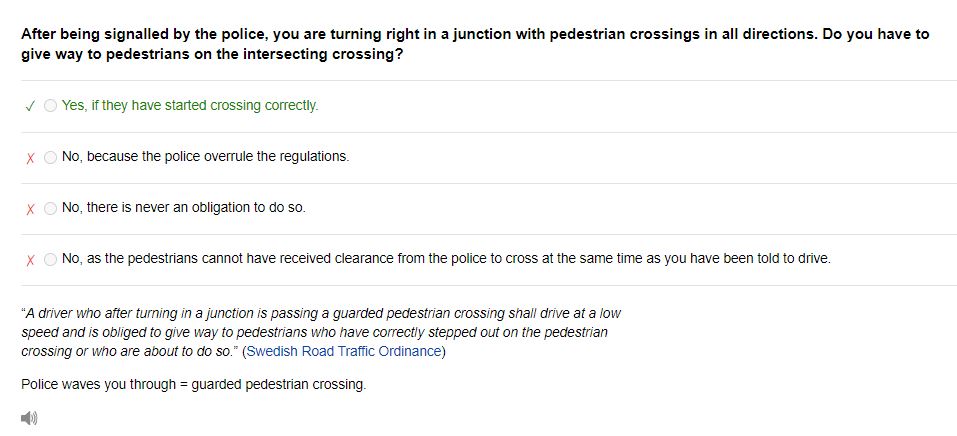 After being signalled by the police, you are turning right in a junction with pedestrian crossings in all directions. Do you have to
give way to pedestrians on the intersecting crossing?
✓ Yes, if they have started crossing correctly.
X No, because the police overrule the regulations.
X No, there is never an obligation to do so.
X No, as the pedestrians cannot have received clearance from the police to cross at the same time as you have been told to drive.
"A driver who after turning in a junction is passing a guarded pedestrian crossing shall drive at a low
speed and is obliged to give way to pedestrians who have correctly stepped out on the pedestrian
crossing or who are about to do so." (Swedish Road Traffic Ordinance)
Police waves you through = guarded pedestrian crossing.